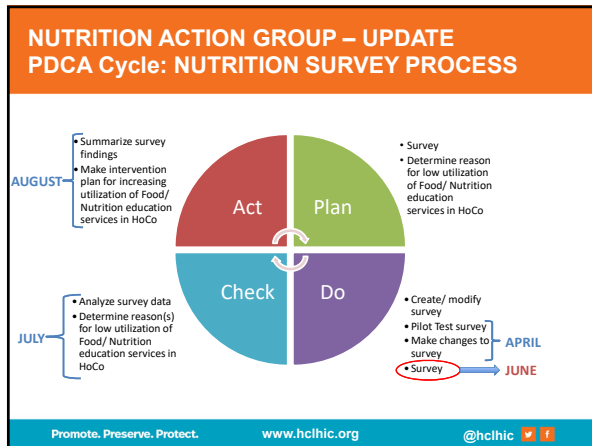 NUTRITION ACTION GROUP – UPDATE
PDCA Cycle: NUTRITION SURVEY PROCESS
AUGUST
• Summarize survey
findings
• Make intervention
plan for increasing
utilization of Food/
Nutrition education
services in HoCo
Act
Plan
• Survey
• Determine reason
for low utilization
of Food/ Nutrition
education
services in HoCo
JULY
• Analyze survey data
• Determine reason(s)
for low utilization of
Food/ Nutrition
education services in
HoCo
Check
Do
• Create/ modify
survey
• Pilot Test survey
• Make changes to
survey
APRIL
• Survey
JUNE
Promote. Preserve. Protect.
www.hclhic.org
@hclhic